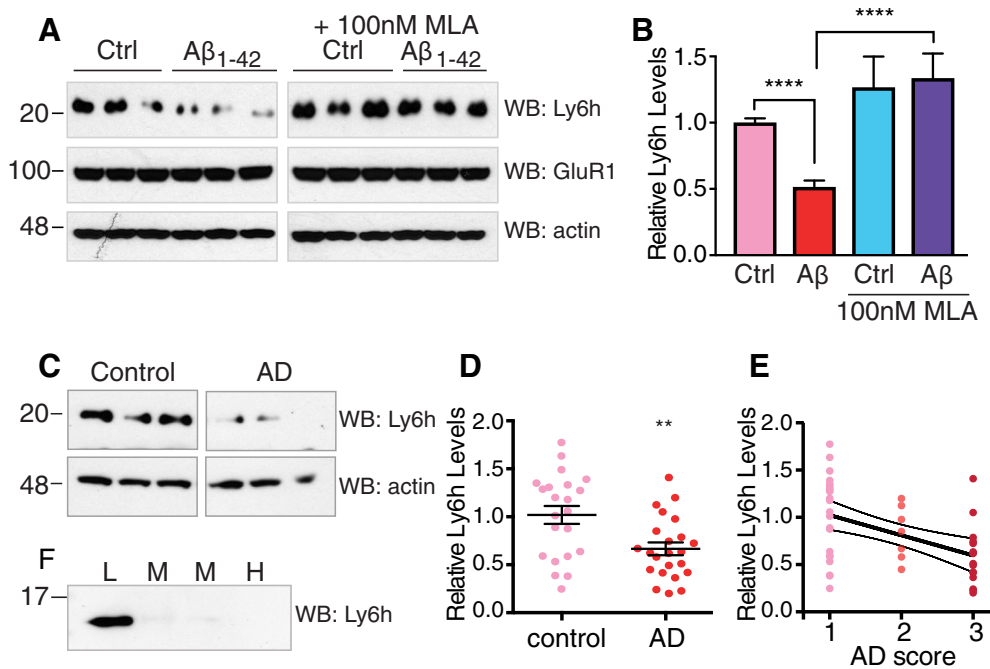 A
+ 100nM MLA
Ctrl Aβ1-42 Ctrl Aβ1-42
20 WB: Ly6h
100 WB: GluR1
48 WB: actin
B
Relative Ly6h Levels
1.5
1.0
0.5
0.0
****
****
Ctrl Aβ Ctrl Aβ
100nM MLA
C
Control AD
20 WB: Ly6h
48 WB: actin
D
Relative Ly6h Levels
2.0
1.5
1.0
0.5
0.0
**
control AD
E
Relative Ly6h Levels
2.0
1.5
1.0
0.5
0.0
1 2 3
AD score
F
L M M H
17 WB: Ly6h